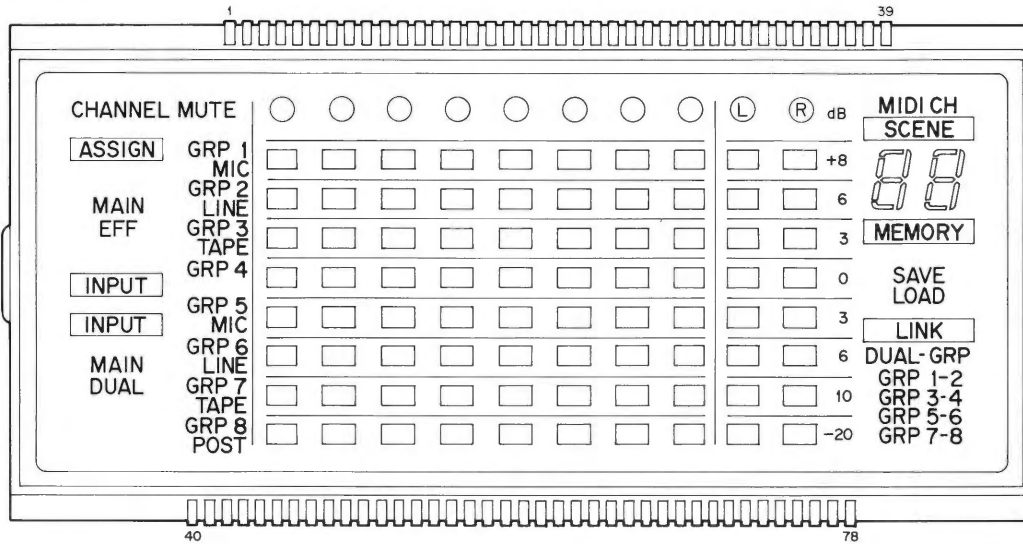 1 39
CHANNEL MUTE L R dB MIDI CH
SCENE
ASSIGN GRP 1 +8
MIC
88
GRP 2 6
MAIN LINE
EFF GRP 3 3 MEMORY
TAPE
GRP 4 0 SAVE
INPUT LOAD
GRP 5 3
INPUT MIC LINK
GRP 6 6 DUAL-GRP
MAIN LINE
DUAL GRP 7 10 GRP 1-2
TAPE GRP 3-4
GRP 8 -20 GRP 5-6
POST GRP 7-8
40 78